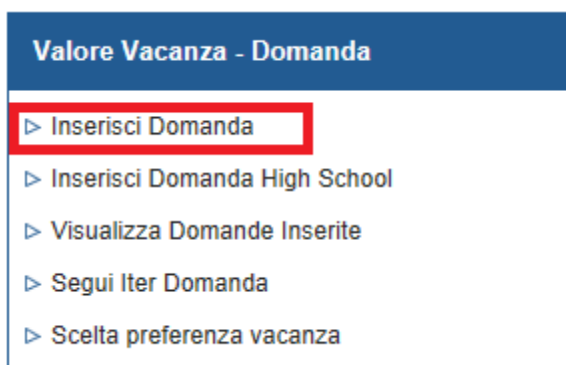 Valore Vacanza - Domanda
Inserisci Domanda
Inserisci Domanda High School
Visualizza Domande Inserite
Segui Iter Domanda
Scelta preferenza vacanza